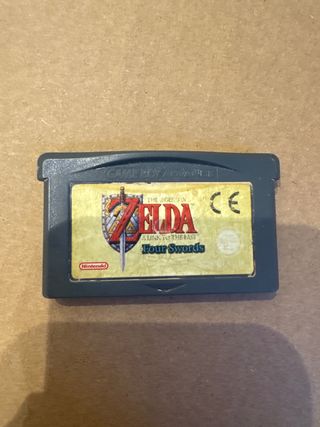 GAME BOY ADVANCE
THE LEGEND OF
ZELDA
A LINK TO THE PAST
Four Swords
CE
Nintendo